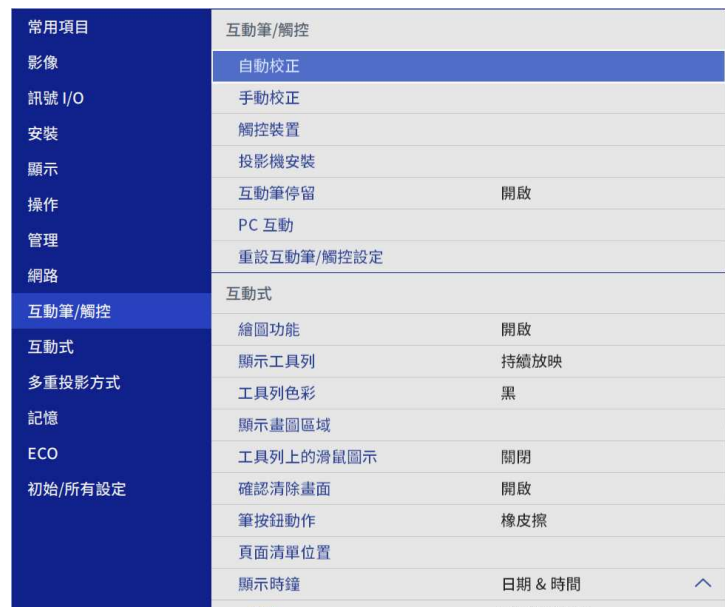 常用項目
影像
訊號 I/O
安裝
顯示
操作
管理
網路
互動筆/觸控
互動式
多重投影方式
記憶
ECO
初始/所有設定
互動筆/觸控
自動校正
手動校正
觸控裝置
投影機安裝
互動筆停留 開啟
PC 互動
重設互動筆/觸控設定
互動式
繪圖功能 開啟
顯示工具列 持續放映
工具列色彩 黑
顯示畫圖區域
工具列上的滑鼠圖示 關閉
確認清除畫面 開啟
筆按鈕動作 橡皮擦
頁面清單位置
顯示時鐘 日期 & 時間